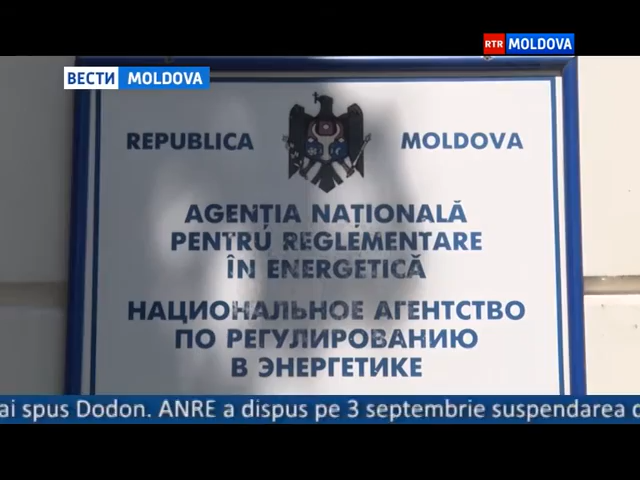 RTR MOLDOVA
ВЕСТИ MOLDOVA
REPUBLICA MOLDOVA
AGENȚIA NAȚIONALĂ
PENTRU REGLEMENTARE
ÎN ENERGETICĂ
НАЦИОНАЛЬНОЕ АГЕНТСТВО
ПО РЕГУЛИРОВАНИЮ
В ЭНЕРГЕТИКЕ
ai spus Dodon. ANRE a dispus pe 3 septembrie suspendarea